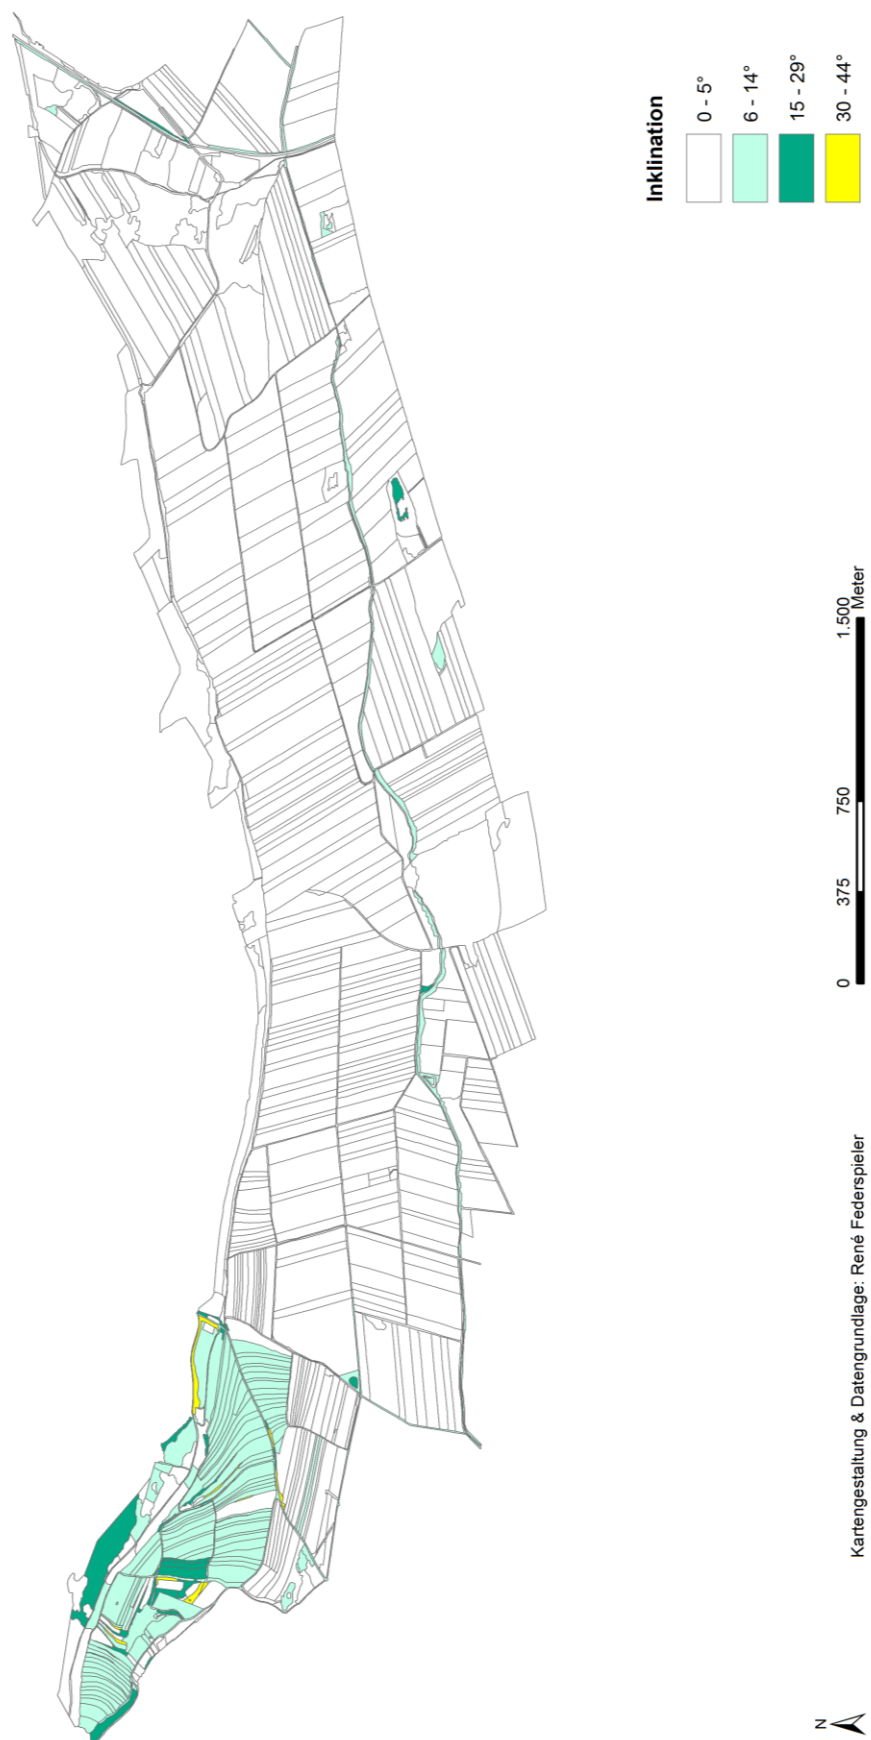 Inklination
0 - 5°
6 - 14°
15 - 29°
30 - 44°
0 375 750 1.500
Meter
Kartengestaltung & Datengrundlage: René Federspieler
N